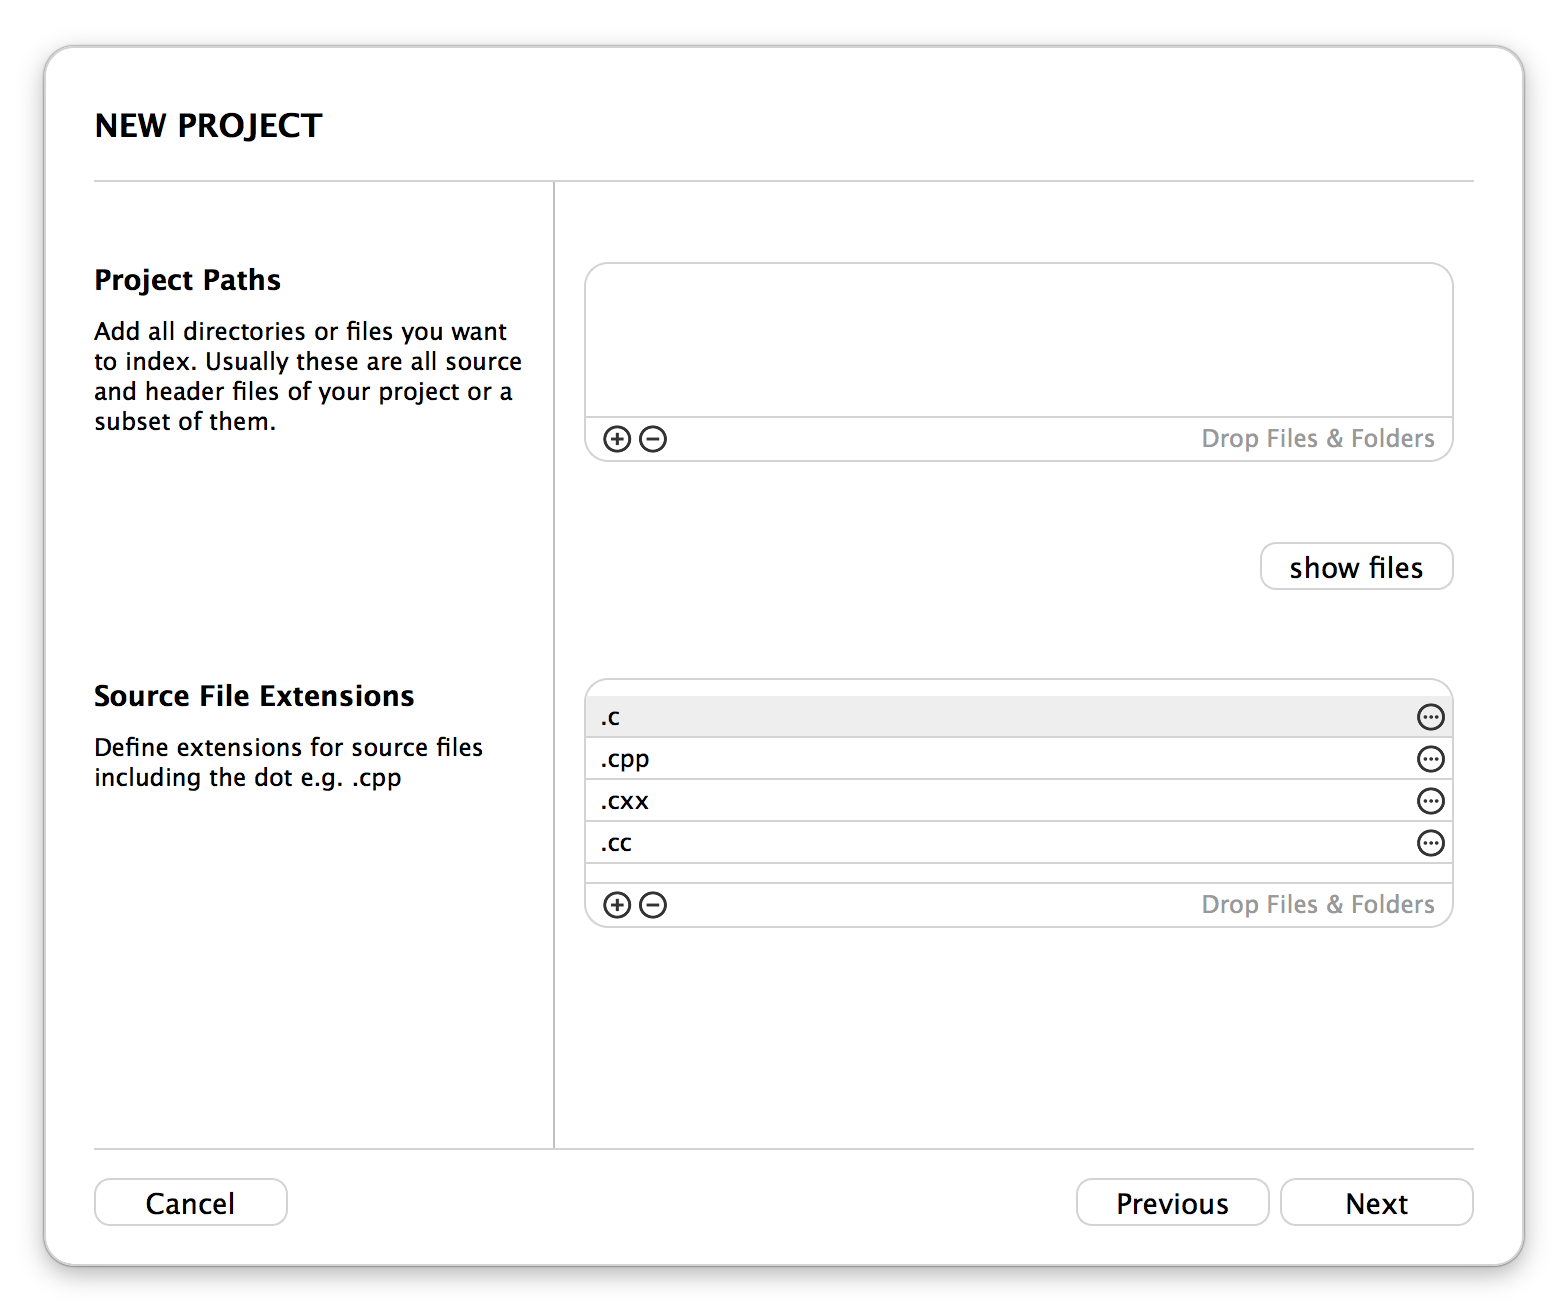 NEW PROJECT
Project Paths
Add all directories or files you want
to index. Usually these are all source
and header files of your project or a
subset of them.
Drop Files & Folders
show files
Source File Extensions
Define extensions for source files
including the dot e.g. .cpp
.c
.cpp
.cxx
.cc
Drop Files & Folders
Cancel
Previous
Next